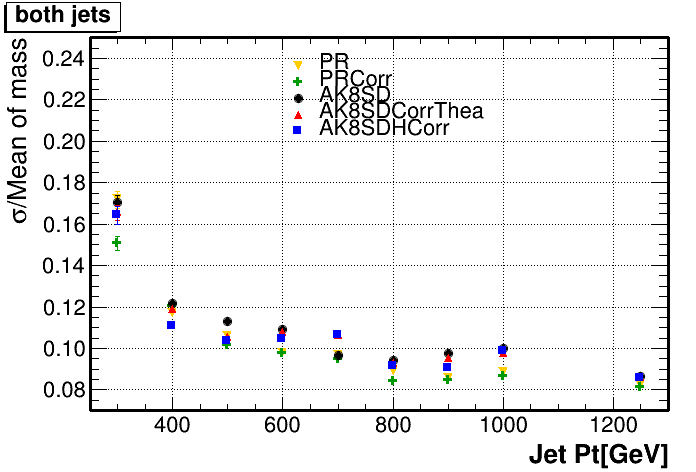 both jets
σ/Mean of mass
0.24
0.22
0.20
0.18
0.16
0.14
0.12
0.10
0.08
PR
PRCorr
AK8SD
AK8SDCorrThea
AK8SDHCorr
400 600 800 1000 1200
Jet Pt[GeV]